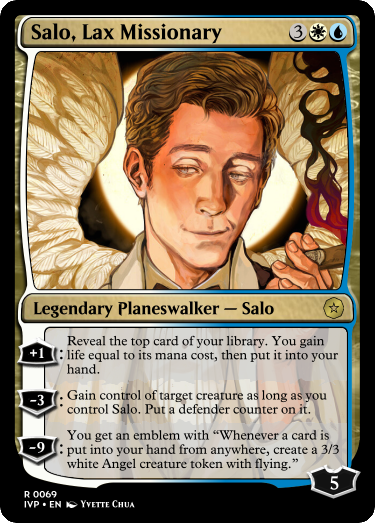 Salo, Lax Missionary 3
Legendary Planeswalker — Salo
+1: Reveal the top card of your library. You gain
life equal to its mana cost, then put it into your
hand.
-3: Gain control of target creature as long as you
control Salo. Put a defender counter on it.
-9: You get an emblem with “Whenever a card is
put into your hand from anywhere, create a 3/3
white Angel creature token with flying.”
5
R 0069
IVP • EN Yvette Chua